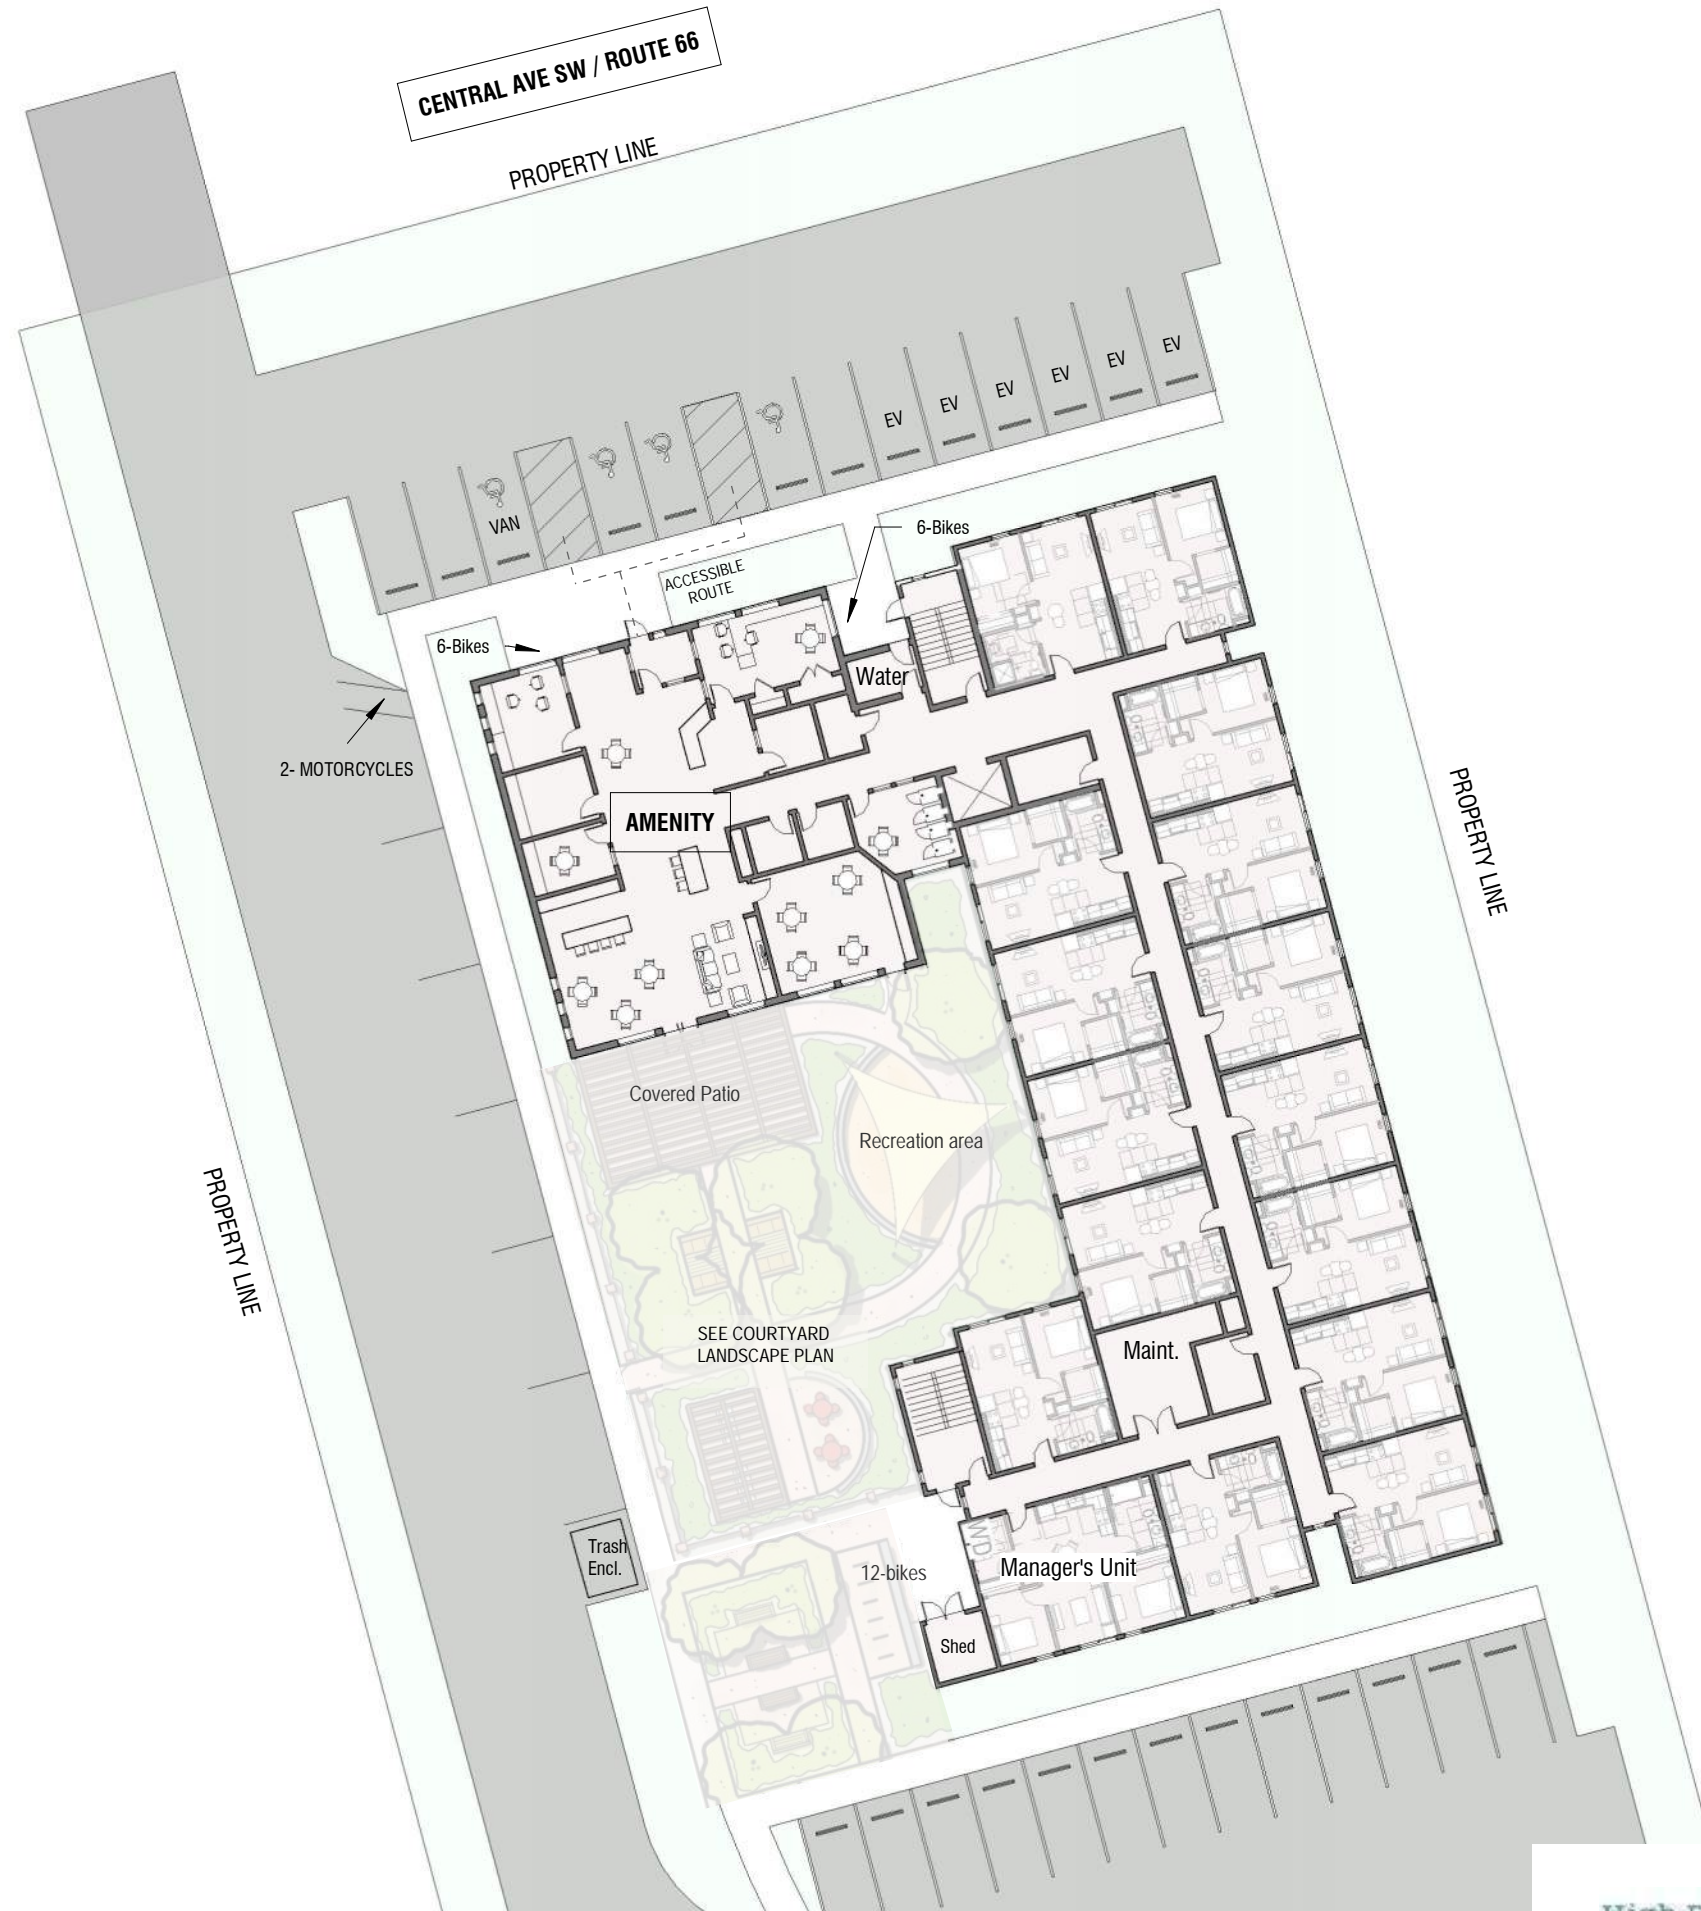 CENTRAL AVE SW / ROUTE 66
PROPERTY LINE
EV
EV
EV
EV
EV
EV
VAN
6-Bikes
ACCESSIBLE
ROUTE
6-Bikes
Water
2- MOTORCYCLES
AMENITY
PROPERTY LINE
Covered Patio
Recreation area
PROPERTY LINE
SEE COURTYARD
LANDSCAPE PLAN
Maint.
WD
Trash
Encl.
12-bikes
Manager's Unit
Shed